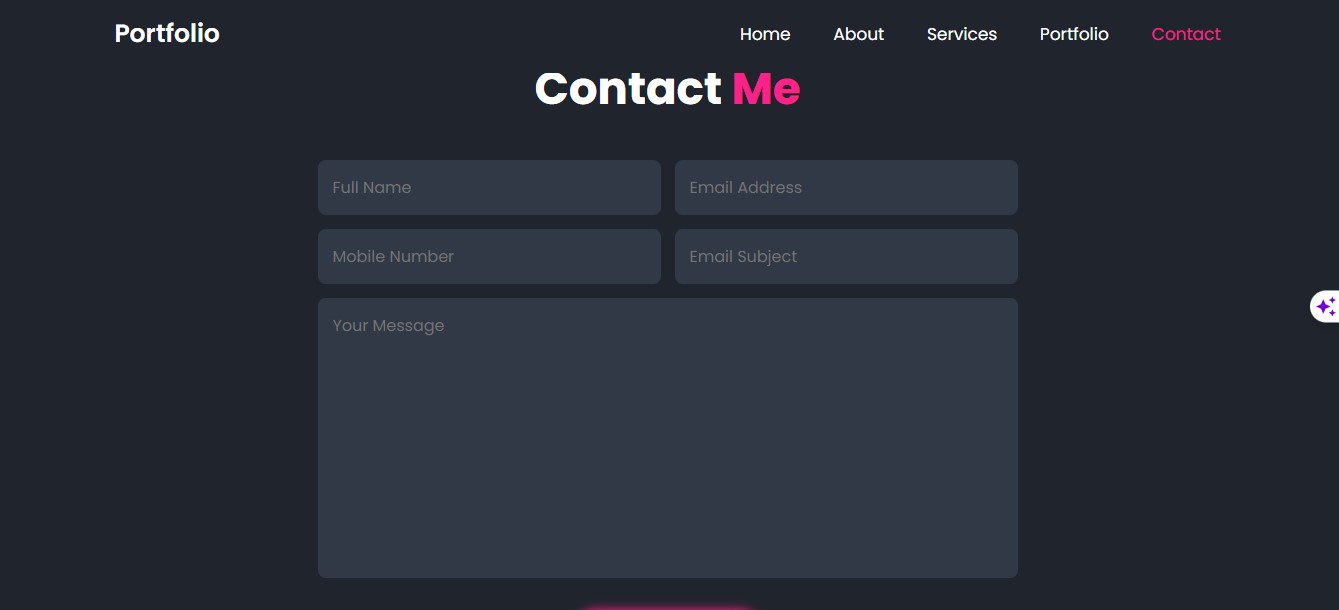 Portfolio
Home About Services Portfolio Contact
Contact Me
Full Name
Email Address
Mobile Number
Email Subject
Your Message